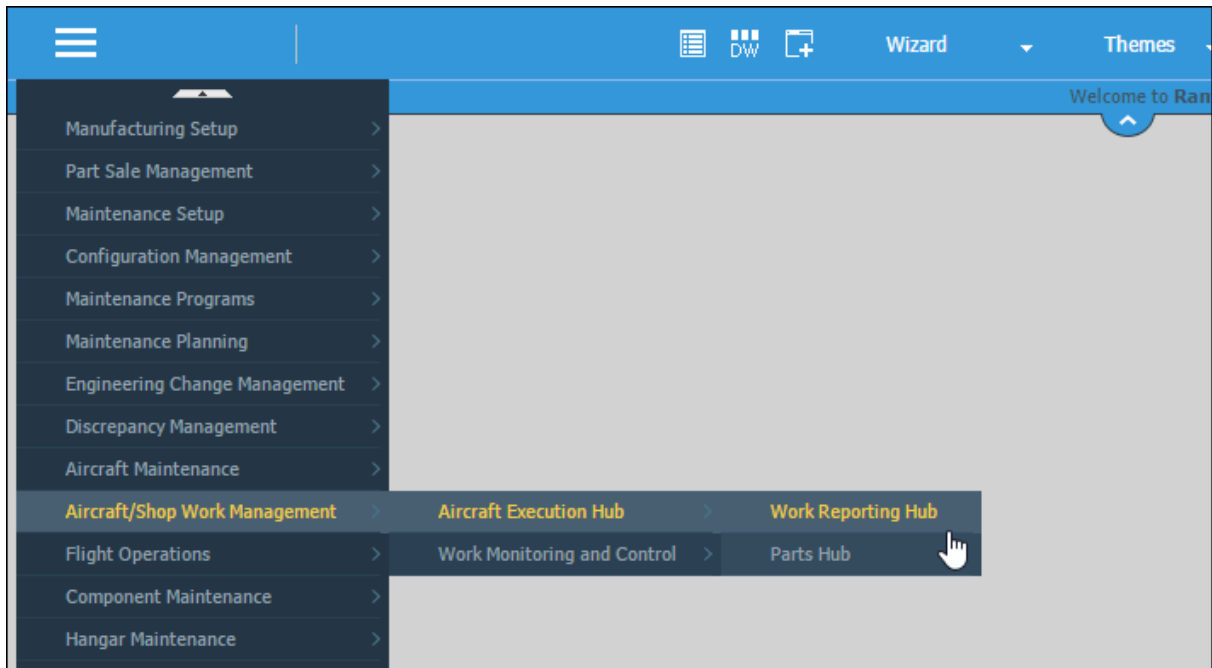 DW
Wizard
Themes
Welcome to Ran
Manufacturing Setup
Part Sale Management
Maintenance Setup
Configuration Management
Maintenance Programs
Maintenance Planning
Engineering Change Management
Discrepancy Management
Aircraft Maintenance
Aircraft/Shop Work Management
Aircraft Execution Hub
Work Reporting Hub
Flight Operations
Work Monitoring and Control
Parts Hub
Component Maintenance
Hangar Maintenance